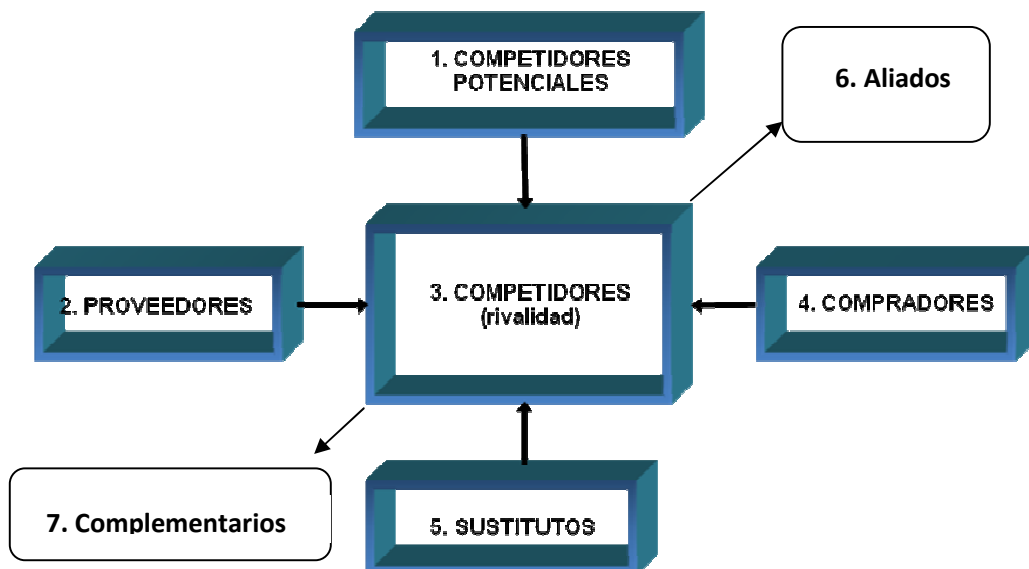 1. COMPETIDORES
POTENCIALES
6. Aliados
2. PROVEEDORES
3. COMPETIDORES
(rivalidad)
4. COMPRADORES
7. Complementarios
5. SUSTITUTOS